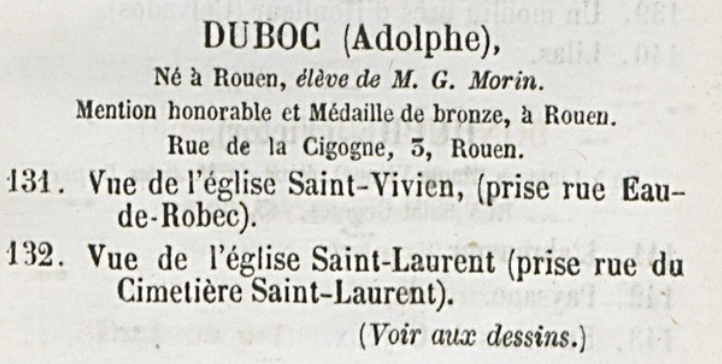 DUBOC (Adolphe),
Né à Rouen, élève de M. G. Morin.
Mention honorable et Médaille de bronze, à Rouen.
Rue de la Cigogne, 3, Rouen.
131. Vue de l'église Saint-Vivien, (prise rue Eau-
de-Robec).
132. Vue de l'église Saint-Laurent (prise rue du
Cimetière Saint-Laurent).
(Voir aux dessins.)